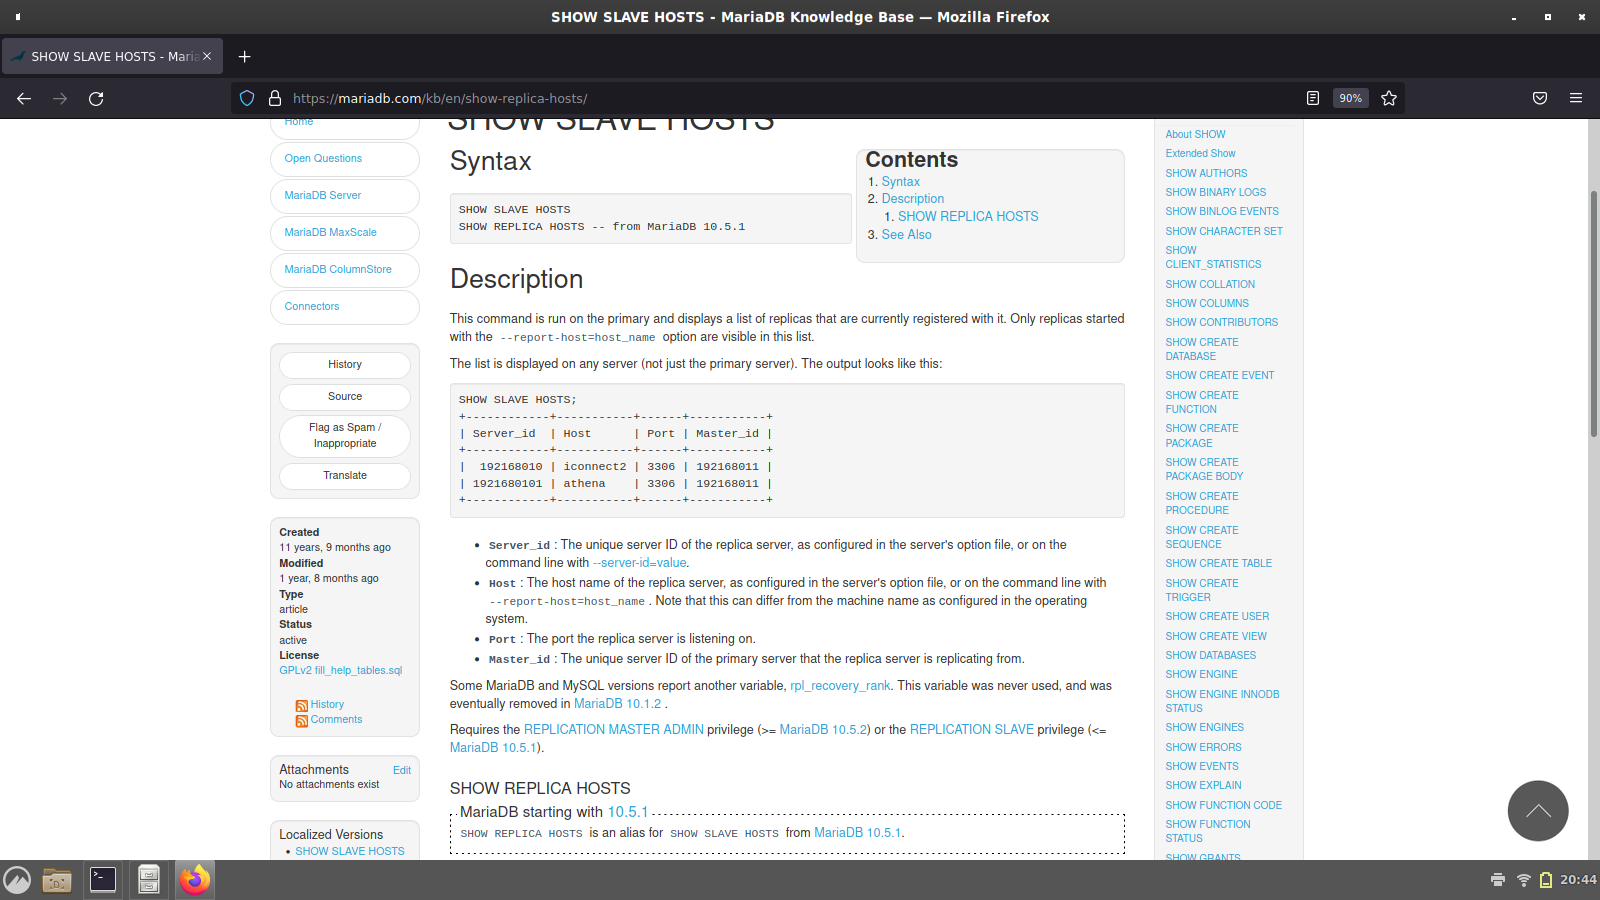 SHOW SLAVE HOSTS - MariaDB Knowledge Base — Mozilla Firefox
SHOW SLAVE HOSTS - Maria
https://mariadb.com/kb/en/show-replica-hosts/
90%
Home
Open Questions
MariaDB Server
MariaDB MaxScale
MariaDB ColumnStore
Connectors
History
Source
Flag as Spam /
Inappropriate
Translate
Created
11 years, 9 months ago
Modified
1 year, 8 months ago
Type
article
Status
active
License
GPLv2 fill_help_tables.sql
History
Comments
Attachments
Edit
No attachments exist
Localized Versions
• SHOW SLAVE HOSTS
SHOW SLAVE HOSTS
Syntax
SHOW SLAVE HOSTS
SHOW REPLICA HOSTS -- from MariaDB 10.5.1
Contents
1. Syntax
2. Description
1. SHOW REPLICA HOSTS
3. See Also
Description
This command is run on the primary and displays a list of replicas that are currently registered with it. Only replicas started
with the --report-host=host_name option are visible in this list.
The list is displayed on any server (not just the primary server). The output looks like this:
SHOW SLAVE HOSTS;
+------------+-----------+------+-----------+
| Server_id  | Host      | Port | Master_id |
+------------+-----------+------+-----------+
|  192168010 | iconnect2 | 3306 | 192168011 |
| 1921680101 | athena    | 3306 | 192168011 |
+------------+-----------+------+-----------+
• Server_id : The unique server ID of the replica server, as configured in the server's option file, or on the
command line with --server-id=value.
• Host : The host name of the replica server, as configured in the server's option file, or on the command line with
--report-host=host_name . Note that this can differ from the machine name as configured in the operating
system.
• Port : The port the replica server is listening on.
• Master_id : The unique server ID of the primary server that the replica server is replicating from.
Some MariaDB and MySQL versions report another variable, rpl_recovery_rank. This variable was never used, and was
eventually removed in MariaDB 10.1.2 .
Requires the REPLICATION MASTER ADMIN privilege (>= MariaDB 10.5.2) or the REPLICATION SLAVE privilege (<=
MariaDB 10.5.1).
SHOW REPLICA HOSTS
MariaDB starting with 10.5.1
SHOW REPLICA HOSTS is an alias for SHOW SLAVE HOSTS from MariaDB 10.5.1.
About SHOW
Extended Show
SHOW AUTHORS
SHOW BINARY LOGS
SHOW BINLOG EVENTS
SHOW CHARACTER SET
SHOW
CLIENT_STATISTICS
SHOW COLLATION
SHOW COLUMNS
SHOW CONTRIBUTORS
SHOW CREATE
DATABASE
SHOW CREATE EVENT
SHOW CREATE
FUNCTION
SHOW CREATE
PACKAGE
SHOW CREATE
PACKAGE BODY
SHOW CREATE
PROCEDURE
SHOW CREATE
SEQUENCE
SHOW CREATE TABLE
SHOW CREATE
TRIGGER
SHOW CREATE USER
SHOW CREATE VIEW
SHOW DATABASES
SHOW ENGINE
SHOW ENGINE INNODB
STATUS
SHOW ENGINES
SHOW ERRORS
SHOW EVENTS
SHOW EXPLAIN
SHOW FUNCTION CODE
SHOW FUNCTION
STATUS
SHOW GRANTS
20:44